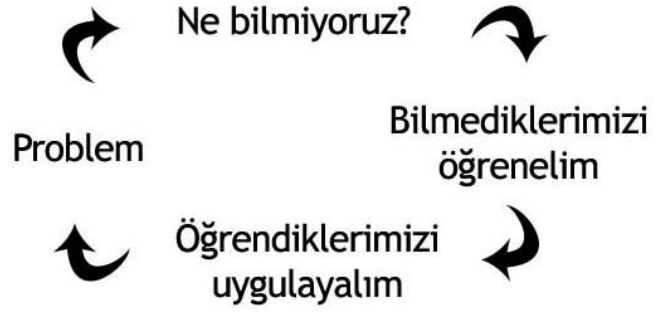 Ne bilmiyoruz?
Bilmediklerimizi
öğrenelim
Problem
Öğrendiklerimizi
uygulayalım